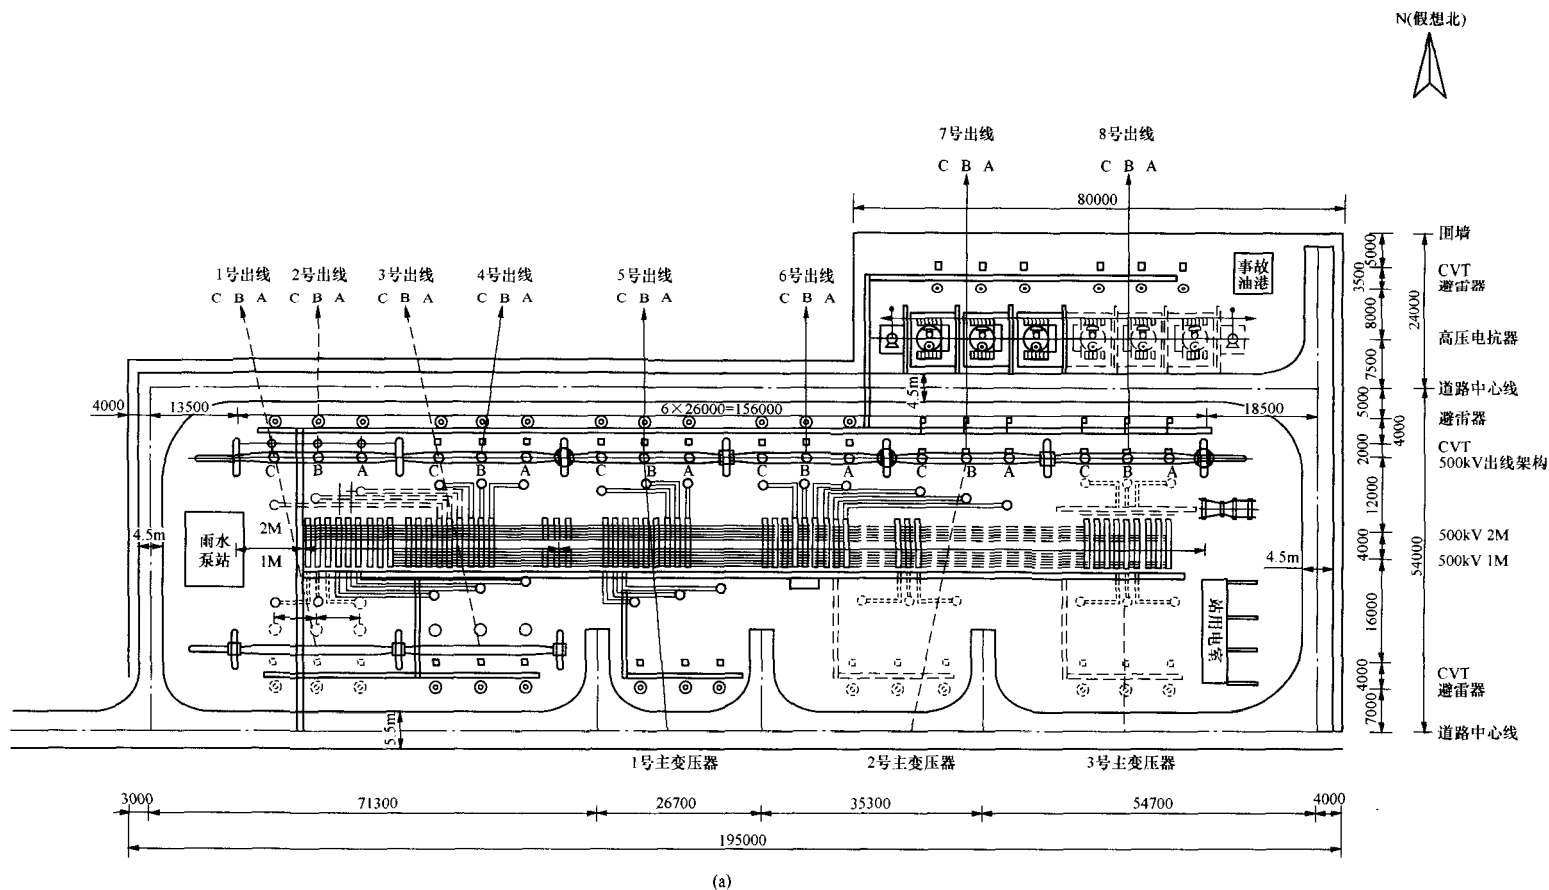 N(假想北)
7号出线
8号出线
C B A
C B A
80000
围墙
5000
CVT
3500
避雷器
事故
油港
8000
24000
高压电抗器
7500
道路中心线
1号出线
2号出线
3号出线
4号出线
5号出线
6号出线
C B A
C B A
C B A
C B A
C B A
4.5m
4000
13500
6×26000=156000
18500
5000
避雷器
4000
CVT
2000
500kV出线架构
C B A
C B A
C B A
C B A
C B A
C B A
12000
雨水
泵站
4.5m
2M
1M
4.5m
500kV 2M
4000
500kV 1M
54000
16000
站用电室
CVT
4000
避雷器
7000
5.5m
道路中心线
1号主变压器
2号主变压器
3号主变压器
3000
71300
26700
35300
54700
4000
195000
(a)